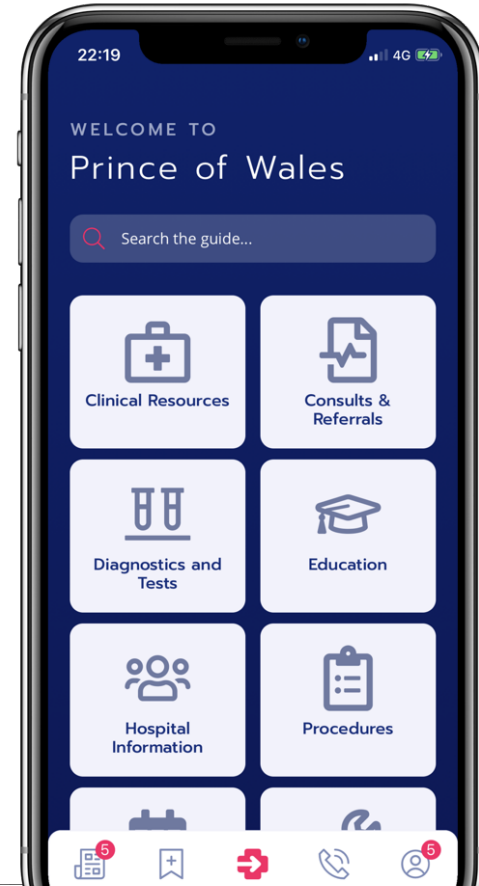 22:19
4G
WELCOME TO
Prince of Wales
Search the guide...
Clinical Resources
Consults &
Referrals
Diagnostics and
Tests
Education
Hospital
Information
Procedures
5
5